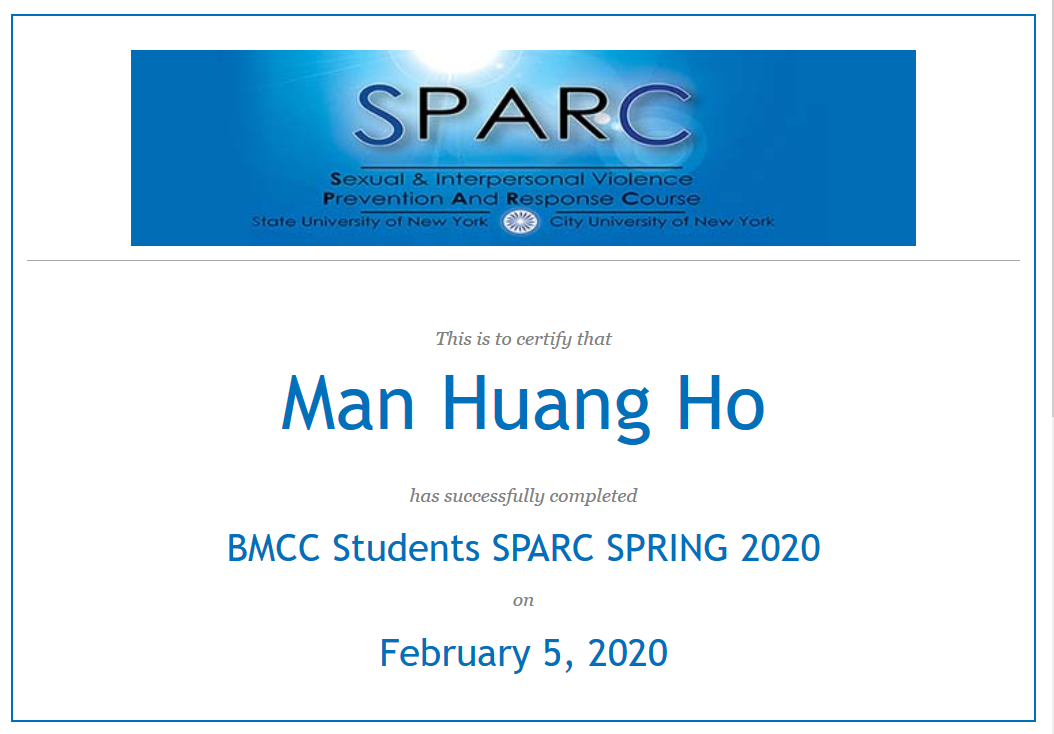 SPARC
Sexual & Interpersonal Violence
Prevention And Response Course
State University of New York City University of New York
This is to certify that
Man Huang Ho
has successfully completed
BMCC Students SPARC SPRING 2020
on
February 5, 2020